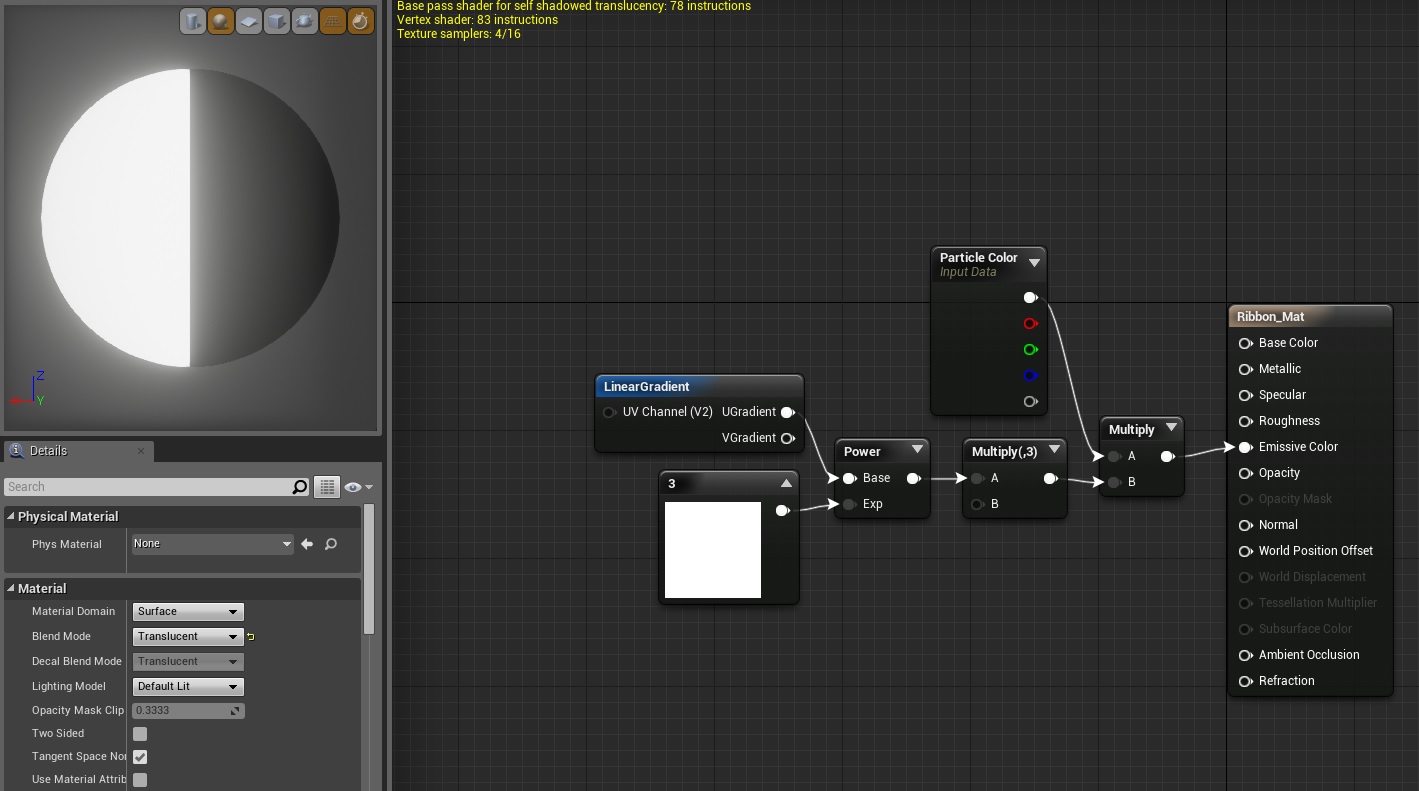 Base pass shader for self shadowed translucency: 78 instructions
Vertex shader: 83 instructions
Texture samplers: 4/16
Z
Y
Particle Color
Input Data
LinearGradient
UV Channel (V2) UGradient
VGradient
3
Power
Base
Exp
Multiply(,3)
A
B
Multiply
A
B
Ribbon_Mat
Base Color
Metallic
Specular
Roughness
Emissive Color
Opacity
Opacity Mask
Normal
World Position Offset
World Displacement
Tessellation Multiplier
Subsurface Color
Ambient Occlusion
Refraction
Details
Search
Physical Material
Phys Material None
Material
Material Domain Surface
Blend Mode Translucent
Decal Blend Mode Translucent
Lighting Model Default Lit
Opacity Mask Clip 0.3333
Two Sided
Tangent Space Nor
Use Material Attrib